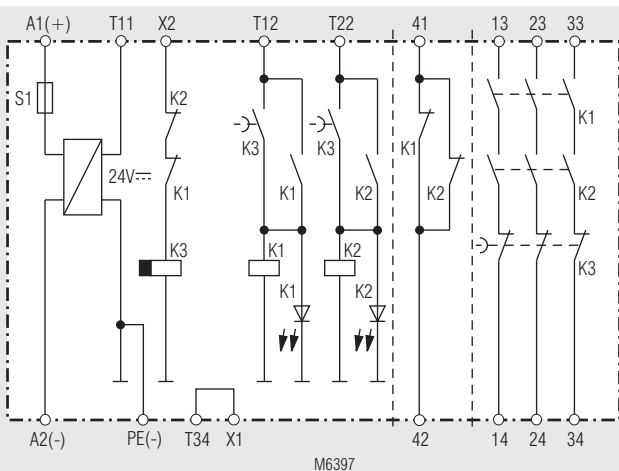 A1(+) T11 X2 T12 T22 41 13 23 33
S1
K2
K3
K3
K1
K1
24V
K1
K1
K2
K2
K2
K3
K1
K2
K3
K1
K2
A2(-) PE(-) T34 X1 42 14 24 34
M6397